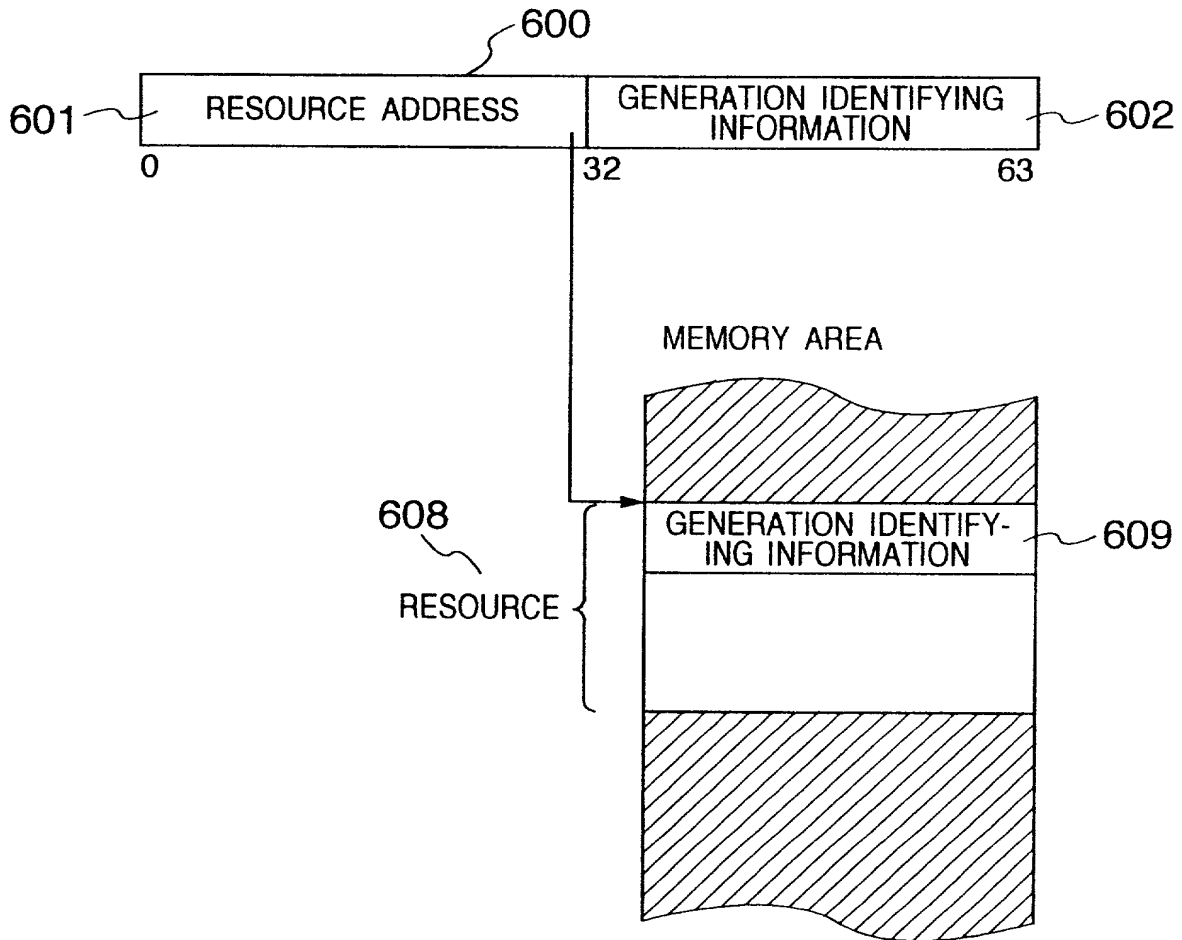 600
601
RESOURCE ADDRESS
GENERATION IDENTIFYING
INFORMATION
602
0
32
63
MEMORY AREA
608
RESOURCE
GENERATION IDENTIFY-
ING INFORMATION
609